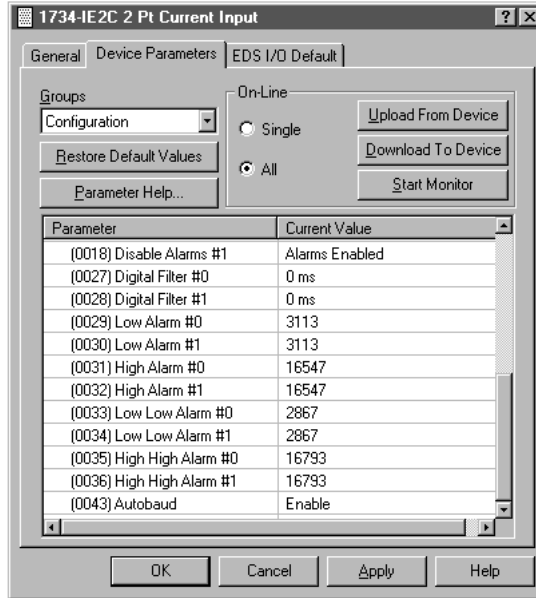 1734-IE2C 2 Pt Current Input
General Device Parameters EDS I/O Default
Groups
Configuration
Restore Default Values
Parameter Help...
On-Line
Single
All
Upload From Device
Download To Device
Start Monitor
Parameter Current Value
(0018) Disable Alarms #1 Alarms Enabled
(0027) Digital Filter #0 0 ms
(0028) Digital Filter #1 0 ms
(0029) Low Alarm #0 3113
(0030) Low Alarm #1 3113
(0031) High Alarm #0 16547
(0032) High Alarm #1 16547
(0033) Low Low Alarm #0 2867
(0034) Low Low Alarm #1 2867
(0035) High High Alarm #0 16793
(0036) High High Alarm #1 16793
(0043) Autobaud Enable
OK Cancel Apply Help